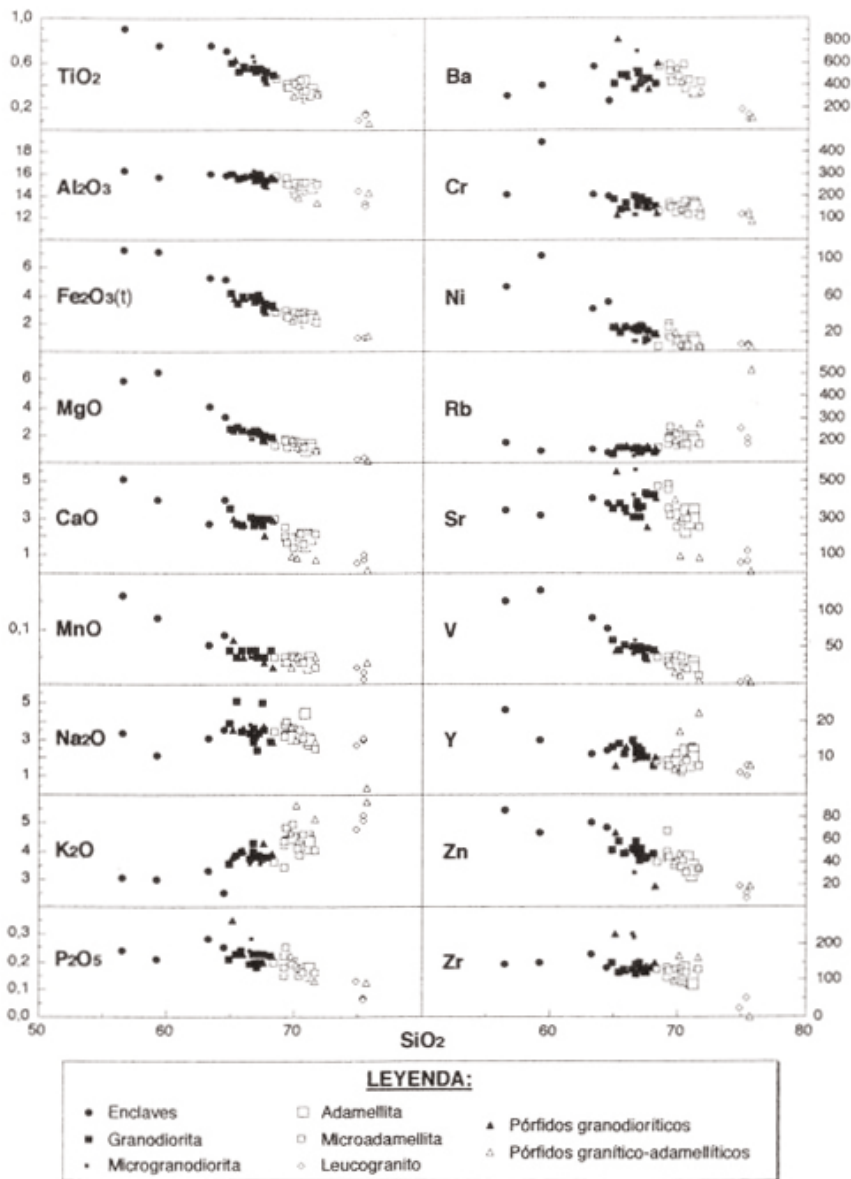 1,0
0,6
0,2
TiO2
Ba
800
600
400
200
18
16
14
12
Al2O3
Cr
400
300
200
100
6
4
2
Fe2O3(t)
Ni
100
60
20
6
4
2
MgO
Rb
500
400
300
200
5
3
1
CaO
Sr
500
300
100
0,1
MnO
V
100
50
5
3
1
Na2O
Y
20
10
5
4
3
K2O
Zn
80
60
40
20
0,3
0,2
0,1
0,0
P2O5
Zr
200
100
0
50 60 70 60 70 80
SiO2
LEYENDA:
Enclaves
Granodiorita
Microgranodiorita
Adamellita
Microadamellita
Leucogranito
Pórfidos granodioríticos
Pórfidos granítico-adamellíticos